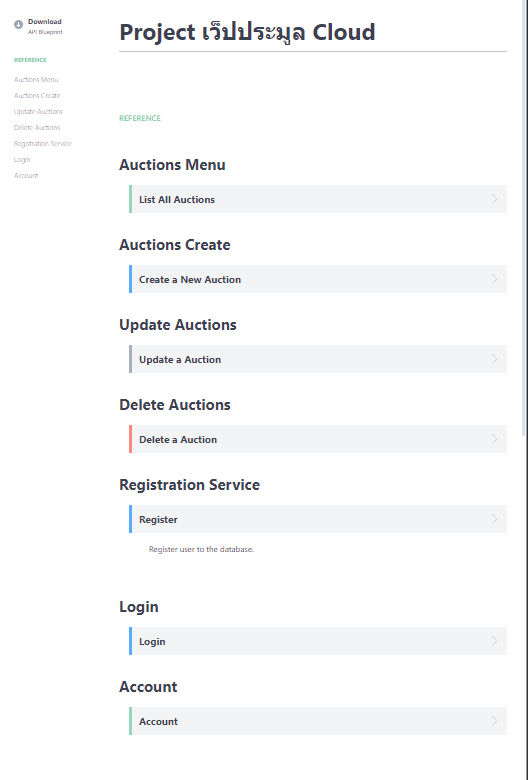 Download
API Blueprint
REFERENCE
Auctions Menu
Auctions Create
Update Auctions
Delete Auctions
Registration Service
Login
Account
Project เว็ปประมูล Cloud
REFERENCE
Auctions Menu
List All Auctions
Auctions Create
Create a New Auction
Update Auctions
Update a Auction
Delete Auctions
Delete a Auction
Registration Service
Register
Register user to the database.
Login
Login
Account
Account